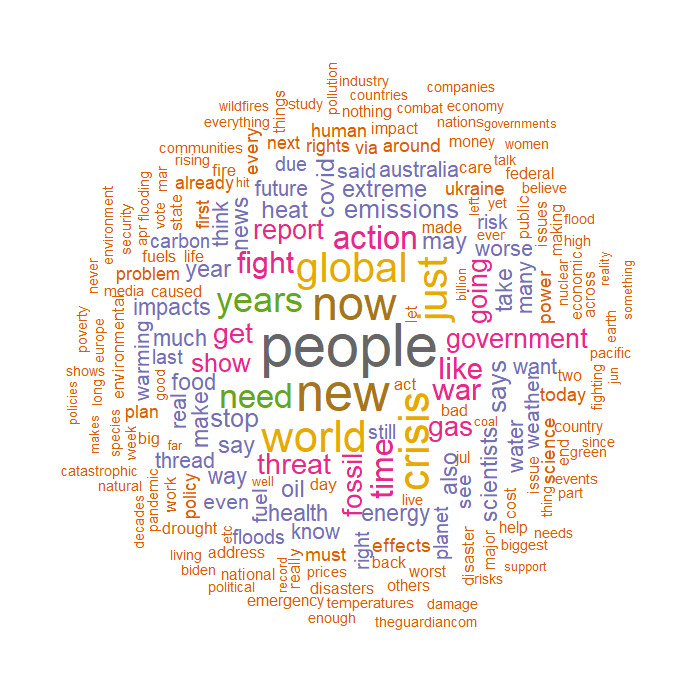 industry
companies
pollution
wildfires
study
countries
combat
economy
things
nothing
nations
governments
everything
human
impact
money
women
communities
every
next
rights
via
around
talk
rising
fire
due
covid
said
australia
care
federal
environment
mar
already
hit
future
extreme
ukraine
believe
security
apr
flooding
vote
state
first
think
news
heat
emissions
made
left
yet
public
issues
making
flood
carbon
report
action
may
risk
ever
high
never
fuels
life
year
fight
global
just
going
worse
take
many
power
nuclear
economic
across
reality
something
problem
media
caused
impacts
years
now
let
billion
earth
poverty
europe
environmental
warming
much
get
people
government
pacific
shows
last
show
like
want
two
jun
policies
makes
long
good
food
real
make
need
new
act
war
says
weather
today
fighting
species
week
plan
big
stop
world
crisis
still
bad
gas
coal
scientists
water
science
country
since
far
say
time
also
jul
issue
end
green
catastrophic
thread
threat
fossil
see
events
natural
pandemic
work
policy
way
well
oil
day
live
cost
thing
part
decades
even
fuel
health
energy
planet
drought
etc
floods
know
right
effects
major
help
needs
living
address
really
must
back
disaster
biggest
biden
national
record
prices
worst
risks
support
political
disasters
others
emergency
temperatures
damage
enough
theguardiancom